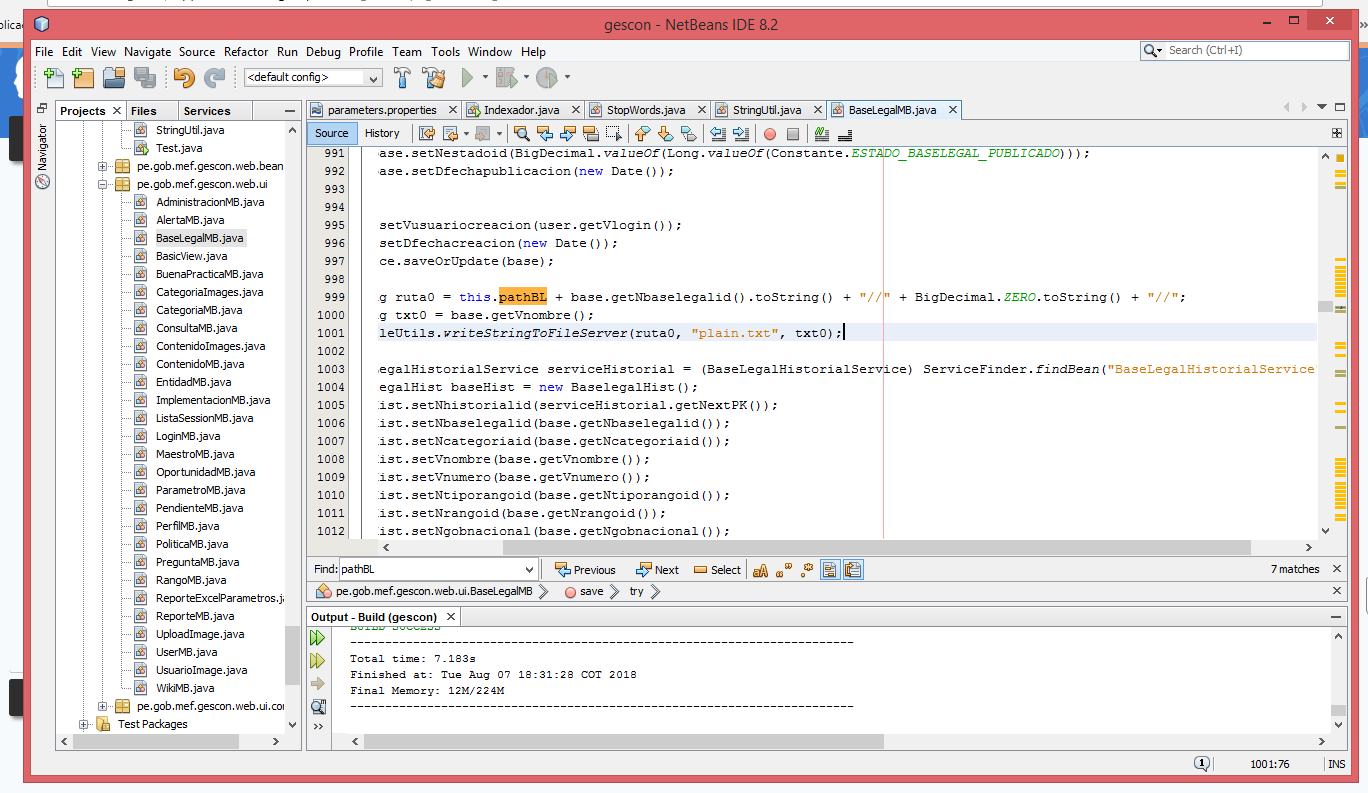 plicac
gescon - NetBeans IDE 8.2
File Edit View Navigate Source Refactor Run Debug Profile Team Tools Window Help
Search (Ctrl+I)
<default config>
Projects Files Services
Navigator
StringUtil.java
Test.java
pe.gob.mef.gescon.web.bean
pe.gob.mef.gescon.web.ui
AdministracionMB.java
AlertaMB.java
BaseLegalMB.java
BasicView.java
BuenaPracticaMB.java
CategoriaImages.java
CategoriaMB.java
ConsultaMB.java
ContenidoImages.java
ContenidoMB.java
EntidadMB.java
ImplementacionMB.java
ListaSessionMB.java
LoginMB.java
MaestroMB.java
OportunidadMB.java
ParametroMB.java
PendienteMB.java
PerfilMB.java
PoliticaMB.java
PreguntaMB.java
RangoMB.java
ReporteExcelParametros.ja
ReporteMB.java
UploadImage.java
UserMB.java
UsuarioImage.java
WikiMB.java
pe.gob.mef.gescon.web.ui.con
Test Packages
parameters.properties Indexador.java StopWords.java StringUtil.java BaseLegalMB.java
Source History
991 ase.setNestadoid(BigDecimal.valueOf(Long.valueOf(Constante.ESTADO_BASELEGAL_PUBLICADO)));
992 ase.setDfechapublicacion(new Date());
993
994
995 setVusuariocreacion(user.getVlogin());
996 setDfechacreacion(new Date());
997 ce.saveOrUpdate(base);
998
999 g ruta0 = this.pathBL + base.getNbaselegalid().toString() + "//" + BigDecimal.ZERO.toString() + "//";
1000 g txt0 = base.getVnombre();
1001 leUtils.writeStringToFileServer(ruta0, "plain.txt", txt0);
1002
1003 egalHistorialService serviceHistorial = (BaseLegalHistorialService) ServiceFinder.findBean("BaseLegalHistorialService"
1004 egalHist baseHist = new BaselegalHist();
1005 ist.setNhistorialid(serviceHistorial.getNextPK());
1006 ist.setNbaselegalid(base.getNbaselegalid());
1007 ist.setNcategoriaid(base.getNcategoriaid());
1008 ist.setVnombre(base.getVnombre());
1009 ist.setVnumero(base.getVnumero());
1010 ist.setNtiporangoid(base.getNtiporangoid());
1011 ist.setNrangoid(base.getNrangoid());
1012 ist.setNgobnacional(base.getNgobnacional());
Find: pathBL Previous Next Select 7 matches
pe.gob.mef.gescon.web.ui.BaseLegalMB save try
Output - Build (gescon)
BUILD SUCCESS
------------------------------------------------------------------------
Total time: 7.183s
Finished at: Tue Aug 07 18:31:28 COT 2018
Final Memory: 12M/224M
------------------------------------------------------------------------
1 1001:76 INS